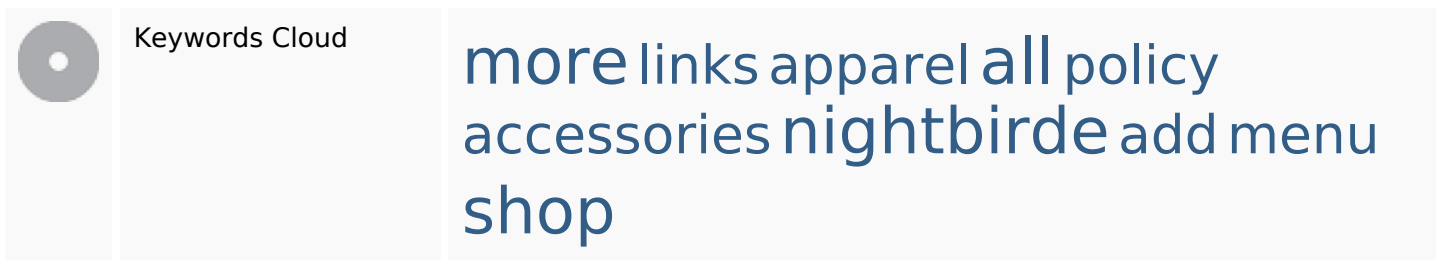 Keywords Cloud
more links apparel all policy
accessories nightbirde add menu
shop